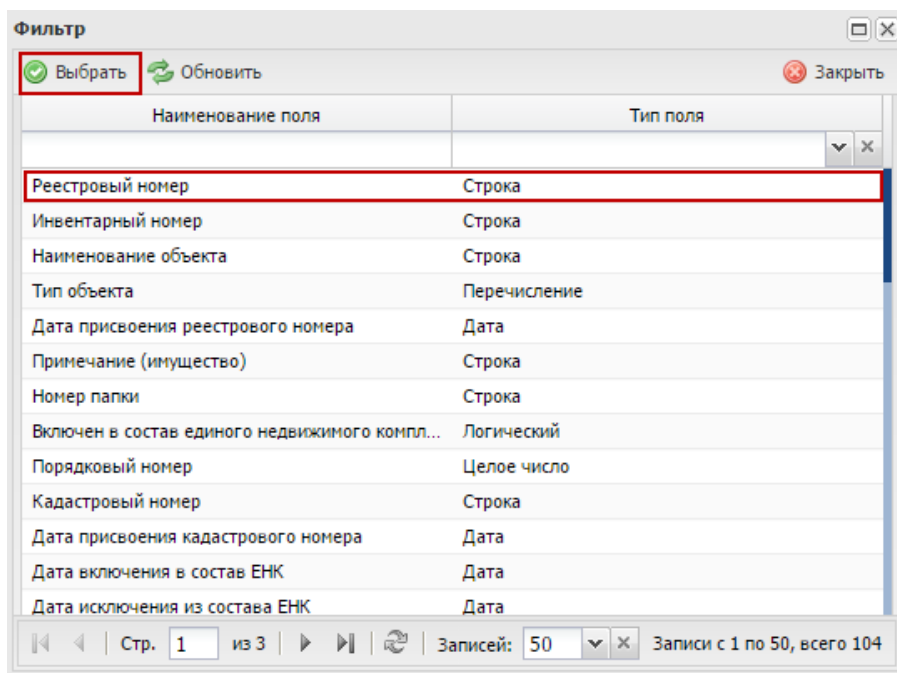 Фильтр
Выбрать Обновить Закрыть
Наименование поля Тип поля
Реестровый номер Строка
Инвентарный номер Строка
Наименование объекта Строка
Тип объекта Перечисление
Дата присвоения реестрового номера Дата
Примечание (имущество) Строка
Номер папки Строка
Включен в состав единого недвижимого компл... Логический
Порядковый номер Целое число
Кадастровый номер Строка
Дата присвоения кадастрового номера Дата
Дата включения в состав ЕНК Дата
Дата исключения из состава ЕНК Дата
Стр. 1 из 3 Записей: 50 Записи с 1 по 50, всего 104